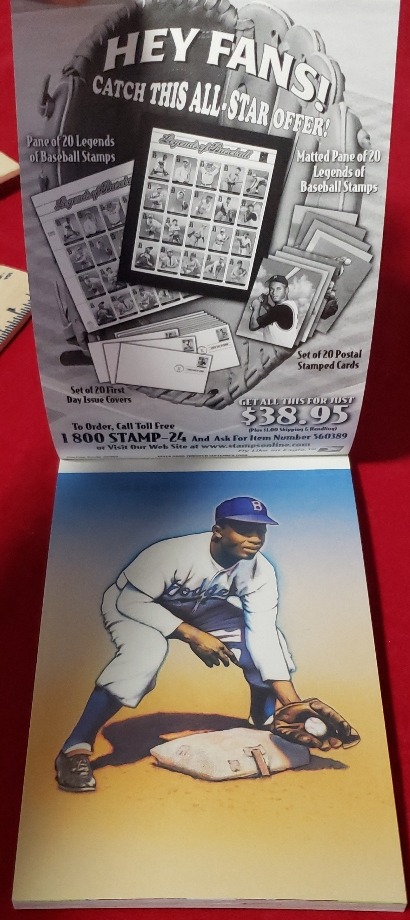 HEY FANS!
CATCH THIS ALL-STAR OFFER!
Pane of 20 Legends
of Baseball Stamps
Matted Pane of 20
Legends of
Baseball Stamps
Legends of Baseball
Legends of Baseball
Set of 20 Postal
Stamped Cards
Set of 20 First
Day Issue Covers
GET ALL THIS FOR JUST
$38.95
(Plus $1.00 Shipping & Handling)
To Order, Call Toll Free
1 800 STAMP-24 And Ask For Item Number 560389
or Visit Our Web Site at www.stampsonline.com
B
Dodgers